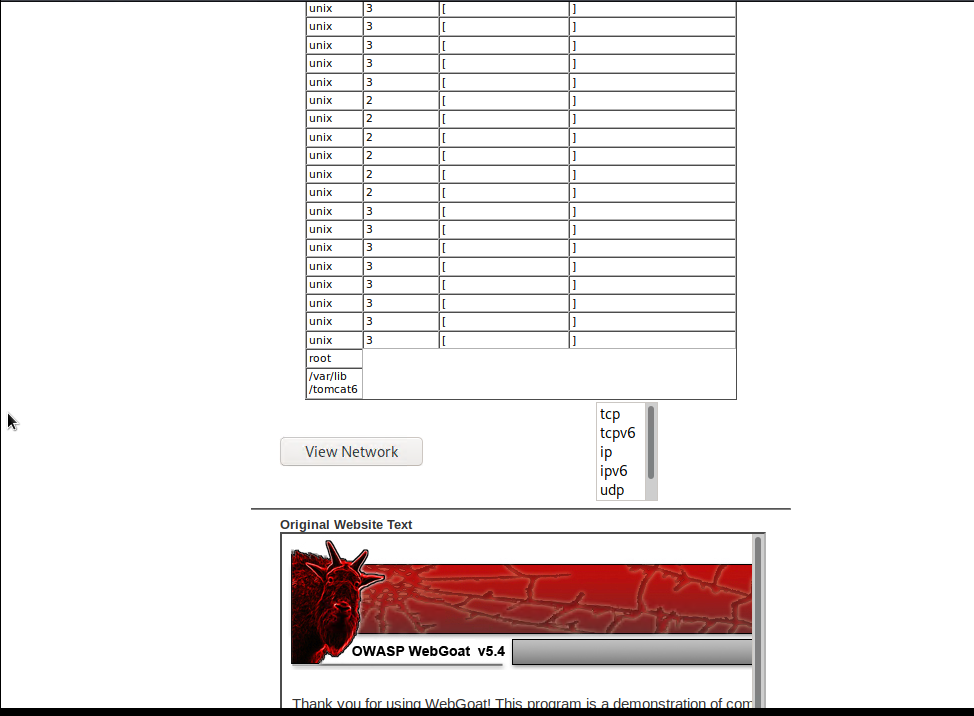 unix 3 [ ]
unix 3 [ ]
unix 3 [ ]
unix 3 [ ]
unix 3 [ ]
unix 2 [ ]
unix 2 [ ]
unix 2 [ ]
unix 2 [ ]
unix 2 [ ]
unix 2 [ ]
unix 3 [ ]
unix 3 [ ]
unix 3 [ ]
unix 3 [ ]
unix 3 [ ]
unix 3 [ ]
unix 3 [ ]
unix 3 [ ]
root
/var/lib
/tomcat6
tcp
tcpv6
View Network
ip
ipv6
udp
Original Website Text
OWASP WebGoat v5.4
Thank you for using WebGoat! This program is a demonstration of com